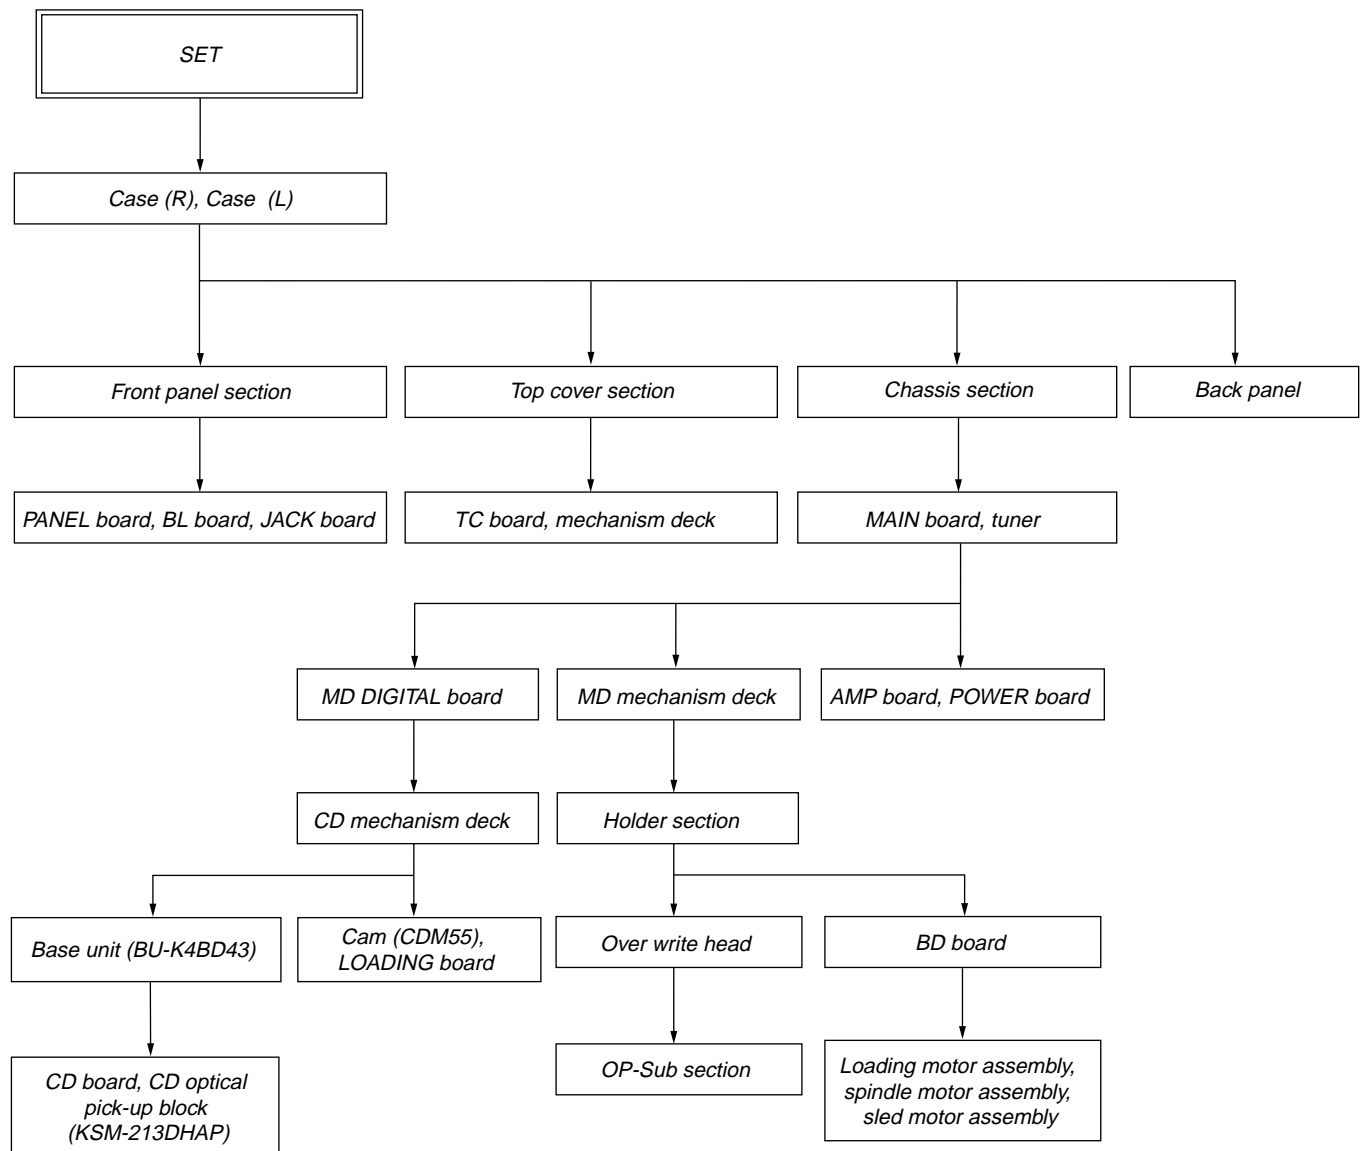 SET
Case (R), Case (L)
Front panel section
Top cover section
Chassis section
Back panel
PANEL board, BL board, JACK board
TC board, mechanism deck
MAIN board, tuner
MD DIGITAL board
MD mechanism deck
AMP board, POWER board
CD mechanism deck
Holder section
Base unit (BU-K4BD43)
Cam (CDM55),
LOADING board
Over write head
BD board
CD board, CD optical
pick-up block
(KSM-213DHAP)
OP-Sub section
Loading motor assembly,
spindle motor assembly,
sled motor assembly